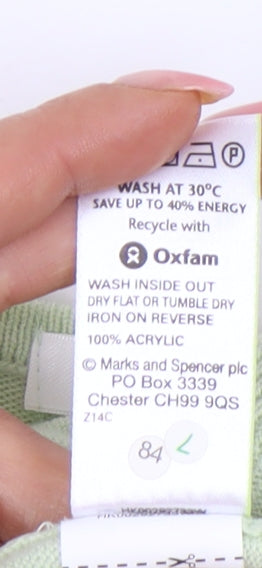 P
WASH AT 30°C
SAVE UP TO 40% ENERGY
Recycle with
Oxfam
WASH INSIDE OUT
DRY FLAT OR TUMBLE DRY
IRON ON REVERSE
100% ACRYLIC
© Marks and Spencer plc
PO Box 3339
Chester CH99 9QS
Z14C
84